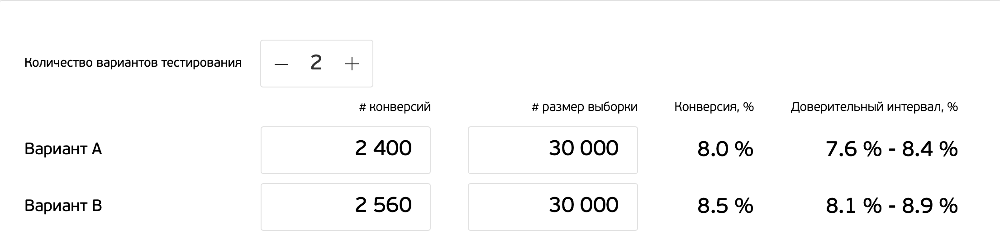 Количество вариантов тестирования — 2 +
# конверсий # размер выборки Конверсия, % Доверительный интервал, %
Вариант A 2 400 30 000 8.0 % 7.6 % - 8.4 %
Вариант B 2 560 30 000 8.5 % 8.1 % - 8.9 %